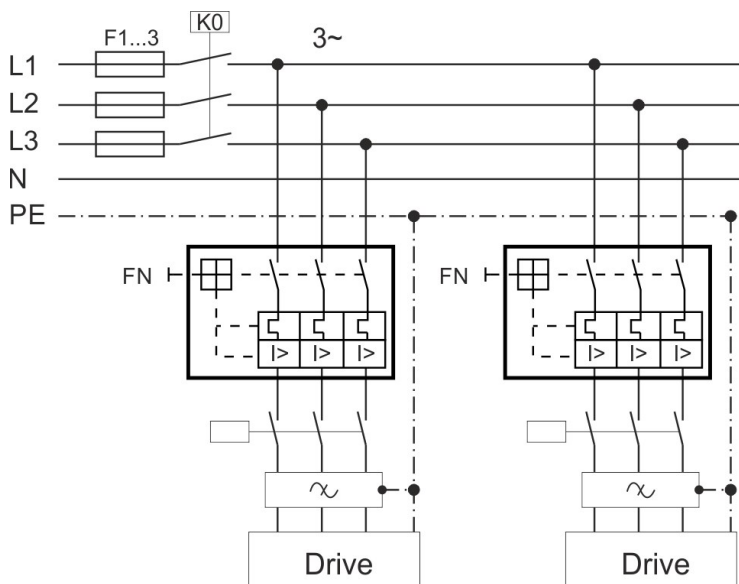 K0
F1...3
3~
L1
L2
L3
N
PE
FN
FN
I> I> I>
I> I> I>
Drive
Drive